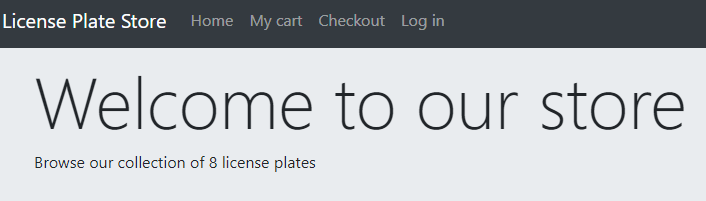 License Plate Store Home My cart Checkout Log in
Welcome to our store
Browse our collection of 8 license plates